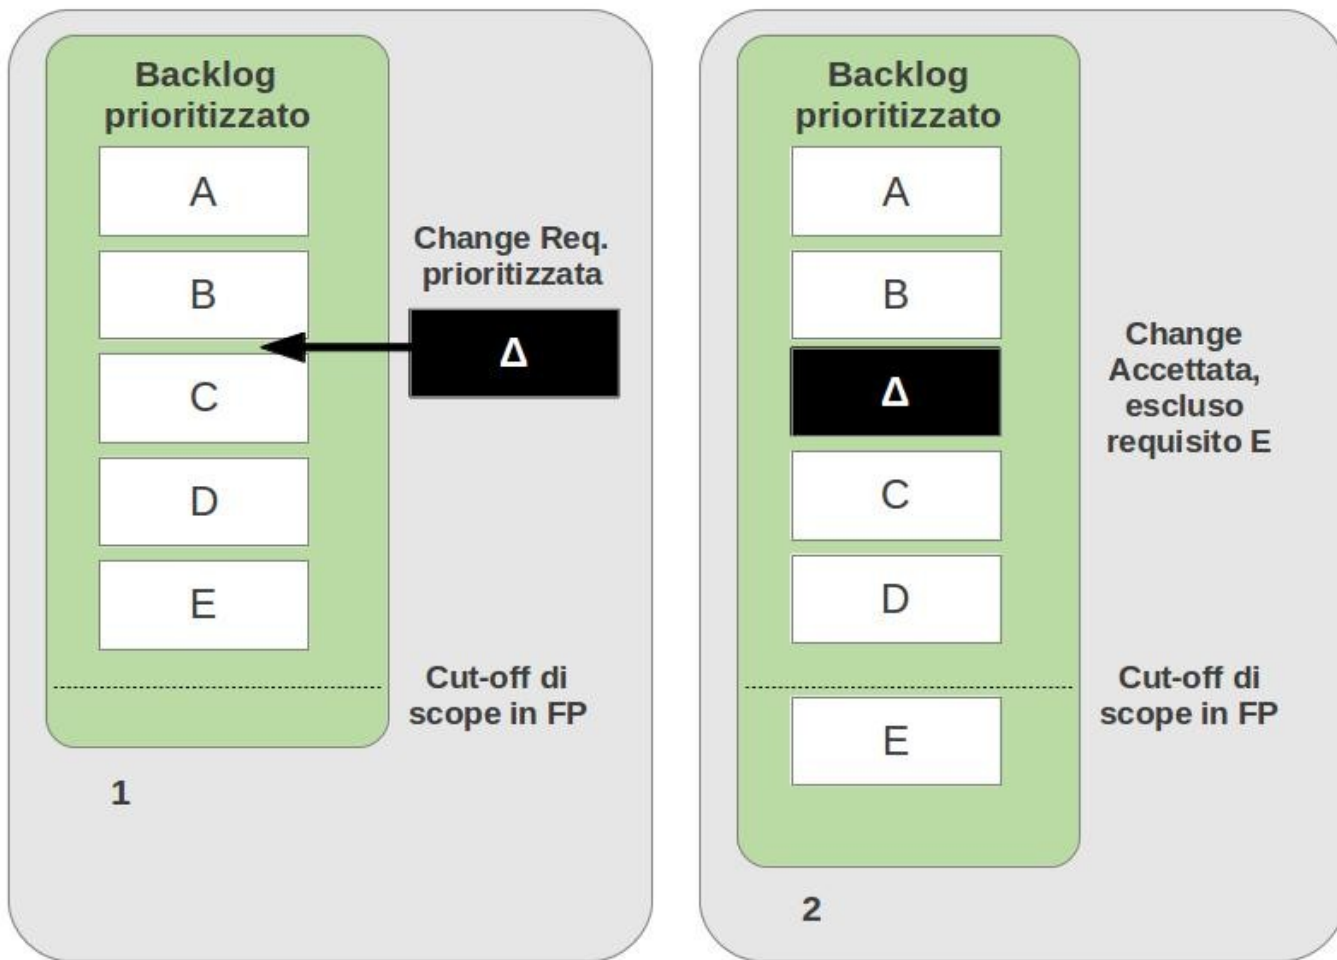 Backlog
prioritizzato
A
B
C
D
E
Change Req.
prioritizzata
Δ
Cut-off di
scope in FP
1
Backlog
prioritizzato
A
B
Δ
C
D
E
Change
Accettata,
escluso
requisito E
Cut-off di
scope in FP
2